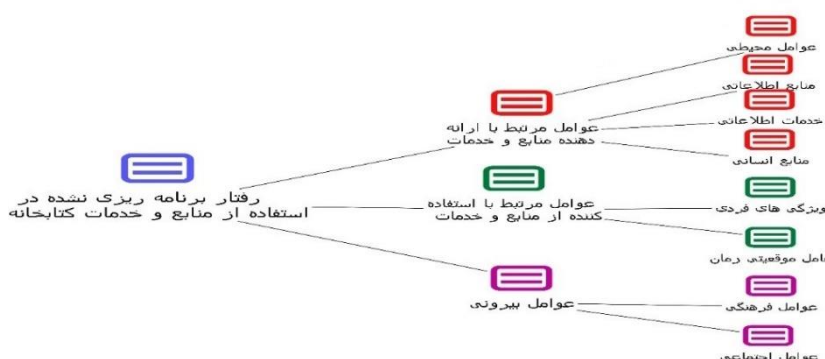 عوامل محیطی
منابع اطلاعاتی
خدمات اطلاعاتی
منابع انسانی
عوامل مرتبط با ارائه
دهنده منابع و خدمات
رفتار برنامه ریزی نشده در
استفاده از منابع و خدمات کتابخانه
عوامل مرتبط با استفاده
کننده از منابع و خدمات
ویژگی های فردی
موقعیتی زمان
عوامل بیرونی
عوامل فرهنگی
عوامل اجتماعی